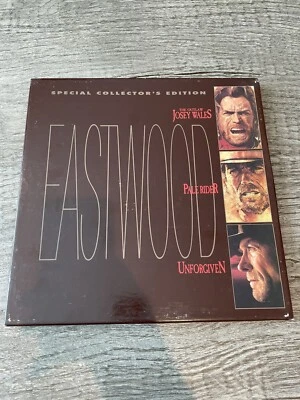 SPECIAL COLLECTOR'S EDITION
THE OUTLAW
JOSEY WALES
EASTWOOD
PALE RIDER
UNFORGIVEN